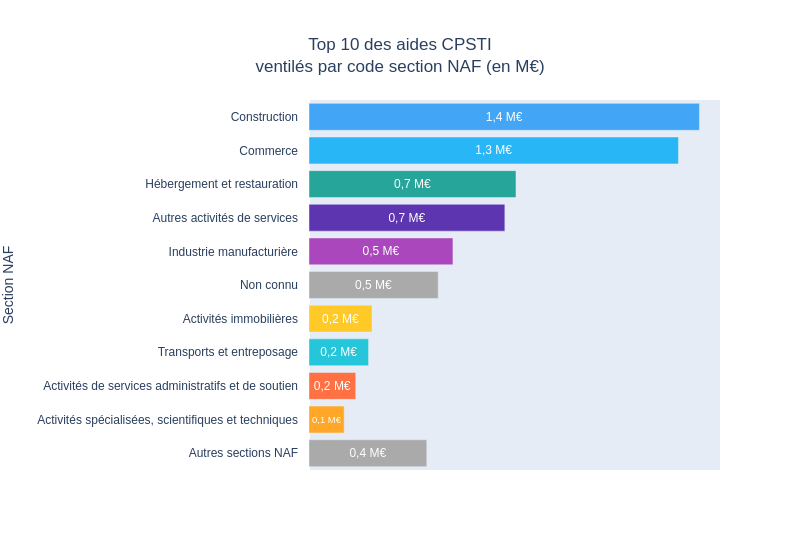 Top 10 des aides CPSTI
ventilés par code section NAF (en M€)
Section NAF
Construction 1,4 M€
Commerce 1,3 M€
Hébergement et restauration 0,7 M€
Autres activités de services 0,7 M€
Industrie manufacturière 0,5 M€
Non connu 0,5 M€
Activités immobilières 0,2 M€
Transports et entreposage 0,2 M€
Activités de services administratifs et de soutien 0,2 M€
Activités spécialisées, scientifiques et techniques 0,1 M€
Autres sections NAF 0,4 M€